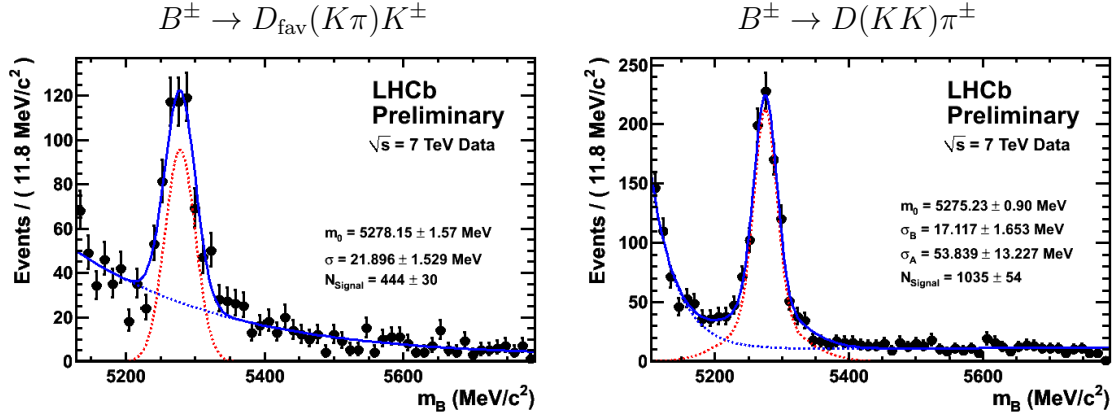 B± → D_fav(Kπ)K±
Events / ( 11.8 MeV/c²)
120
100
80
60
40
20
0
LHCb
Preliminary
√s = 7 TeV Data
m₀ = 5278.15 ± 1.57 MeV
σ = 21.896 ± 1.529 MeV
N_Signal = 444 ± 30
5200 5400 5600
m_B (MeV/c²)
B± → D(KK)π±
Events / ( 11.8 MeV/c²)
250
200
150
100
50
0
LHCb
Preliminary
√s = 7 TeV Data
m₀ = 5275.23 ± 0.90 MeV
σ_B = 17.117 ± 1.653 MeV
σ_A = 53.839 ± 13.227 MeV
N_Signal = 1035 ± 54
5200 5400 5600
m_B (MeV/c²)